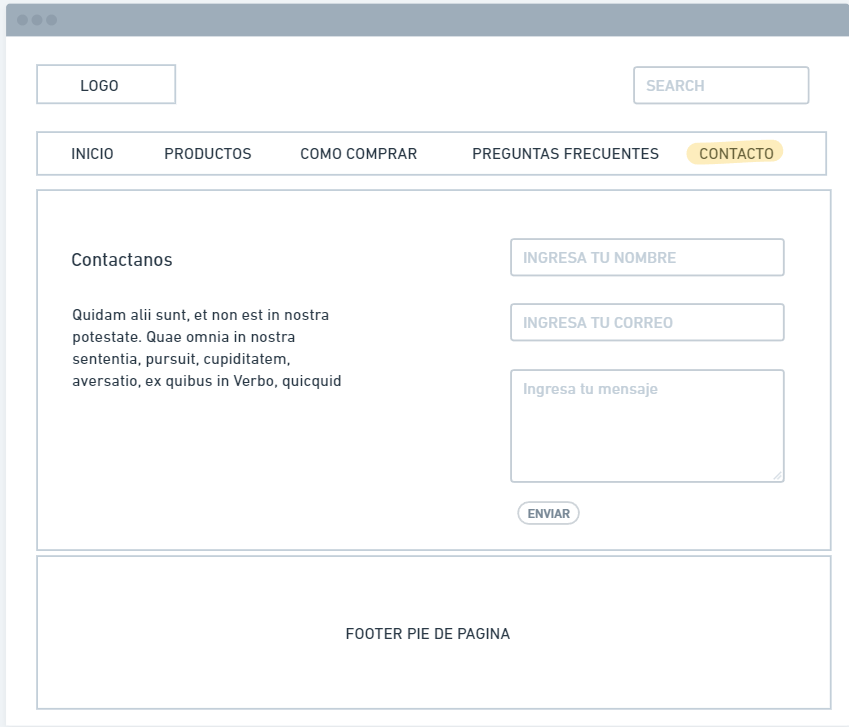 LOGO
SEARCH
INICIO PRODUCTOS COMO COMPRAR PREGUNTAS FRECUENTES CONTACTO
Contactanos
Quidam alii sunt, et non est in nostra
potestate. Quae omnia in nostra
sententia, pursuit, cupiditatem,
aversatio, ex quibus in Verbo, quicquid
INGRESA TU NOMBRE
INGRESA TU CORREO
Ingresa tu mensaje
ENVIAR
FOOTER PIE DE PAGINA